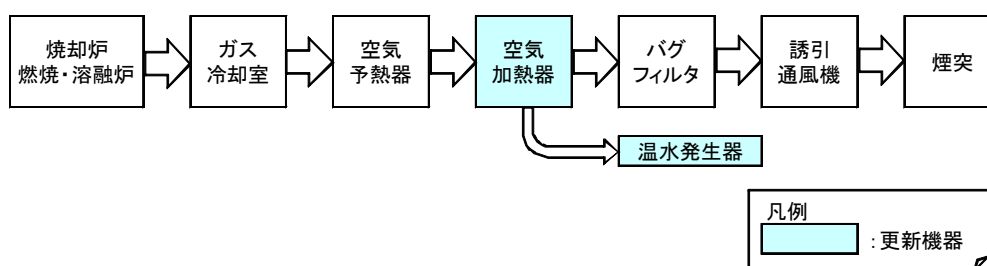 焼却炉
燃焼・溶融炉
ガス
冷却室
空気
予熱器
空気
加熱器
バグ
フィルタ
誘引
通風機
煙突
温水発生器
凡例
:更新機器